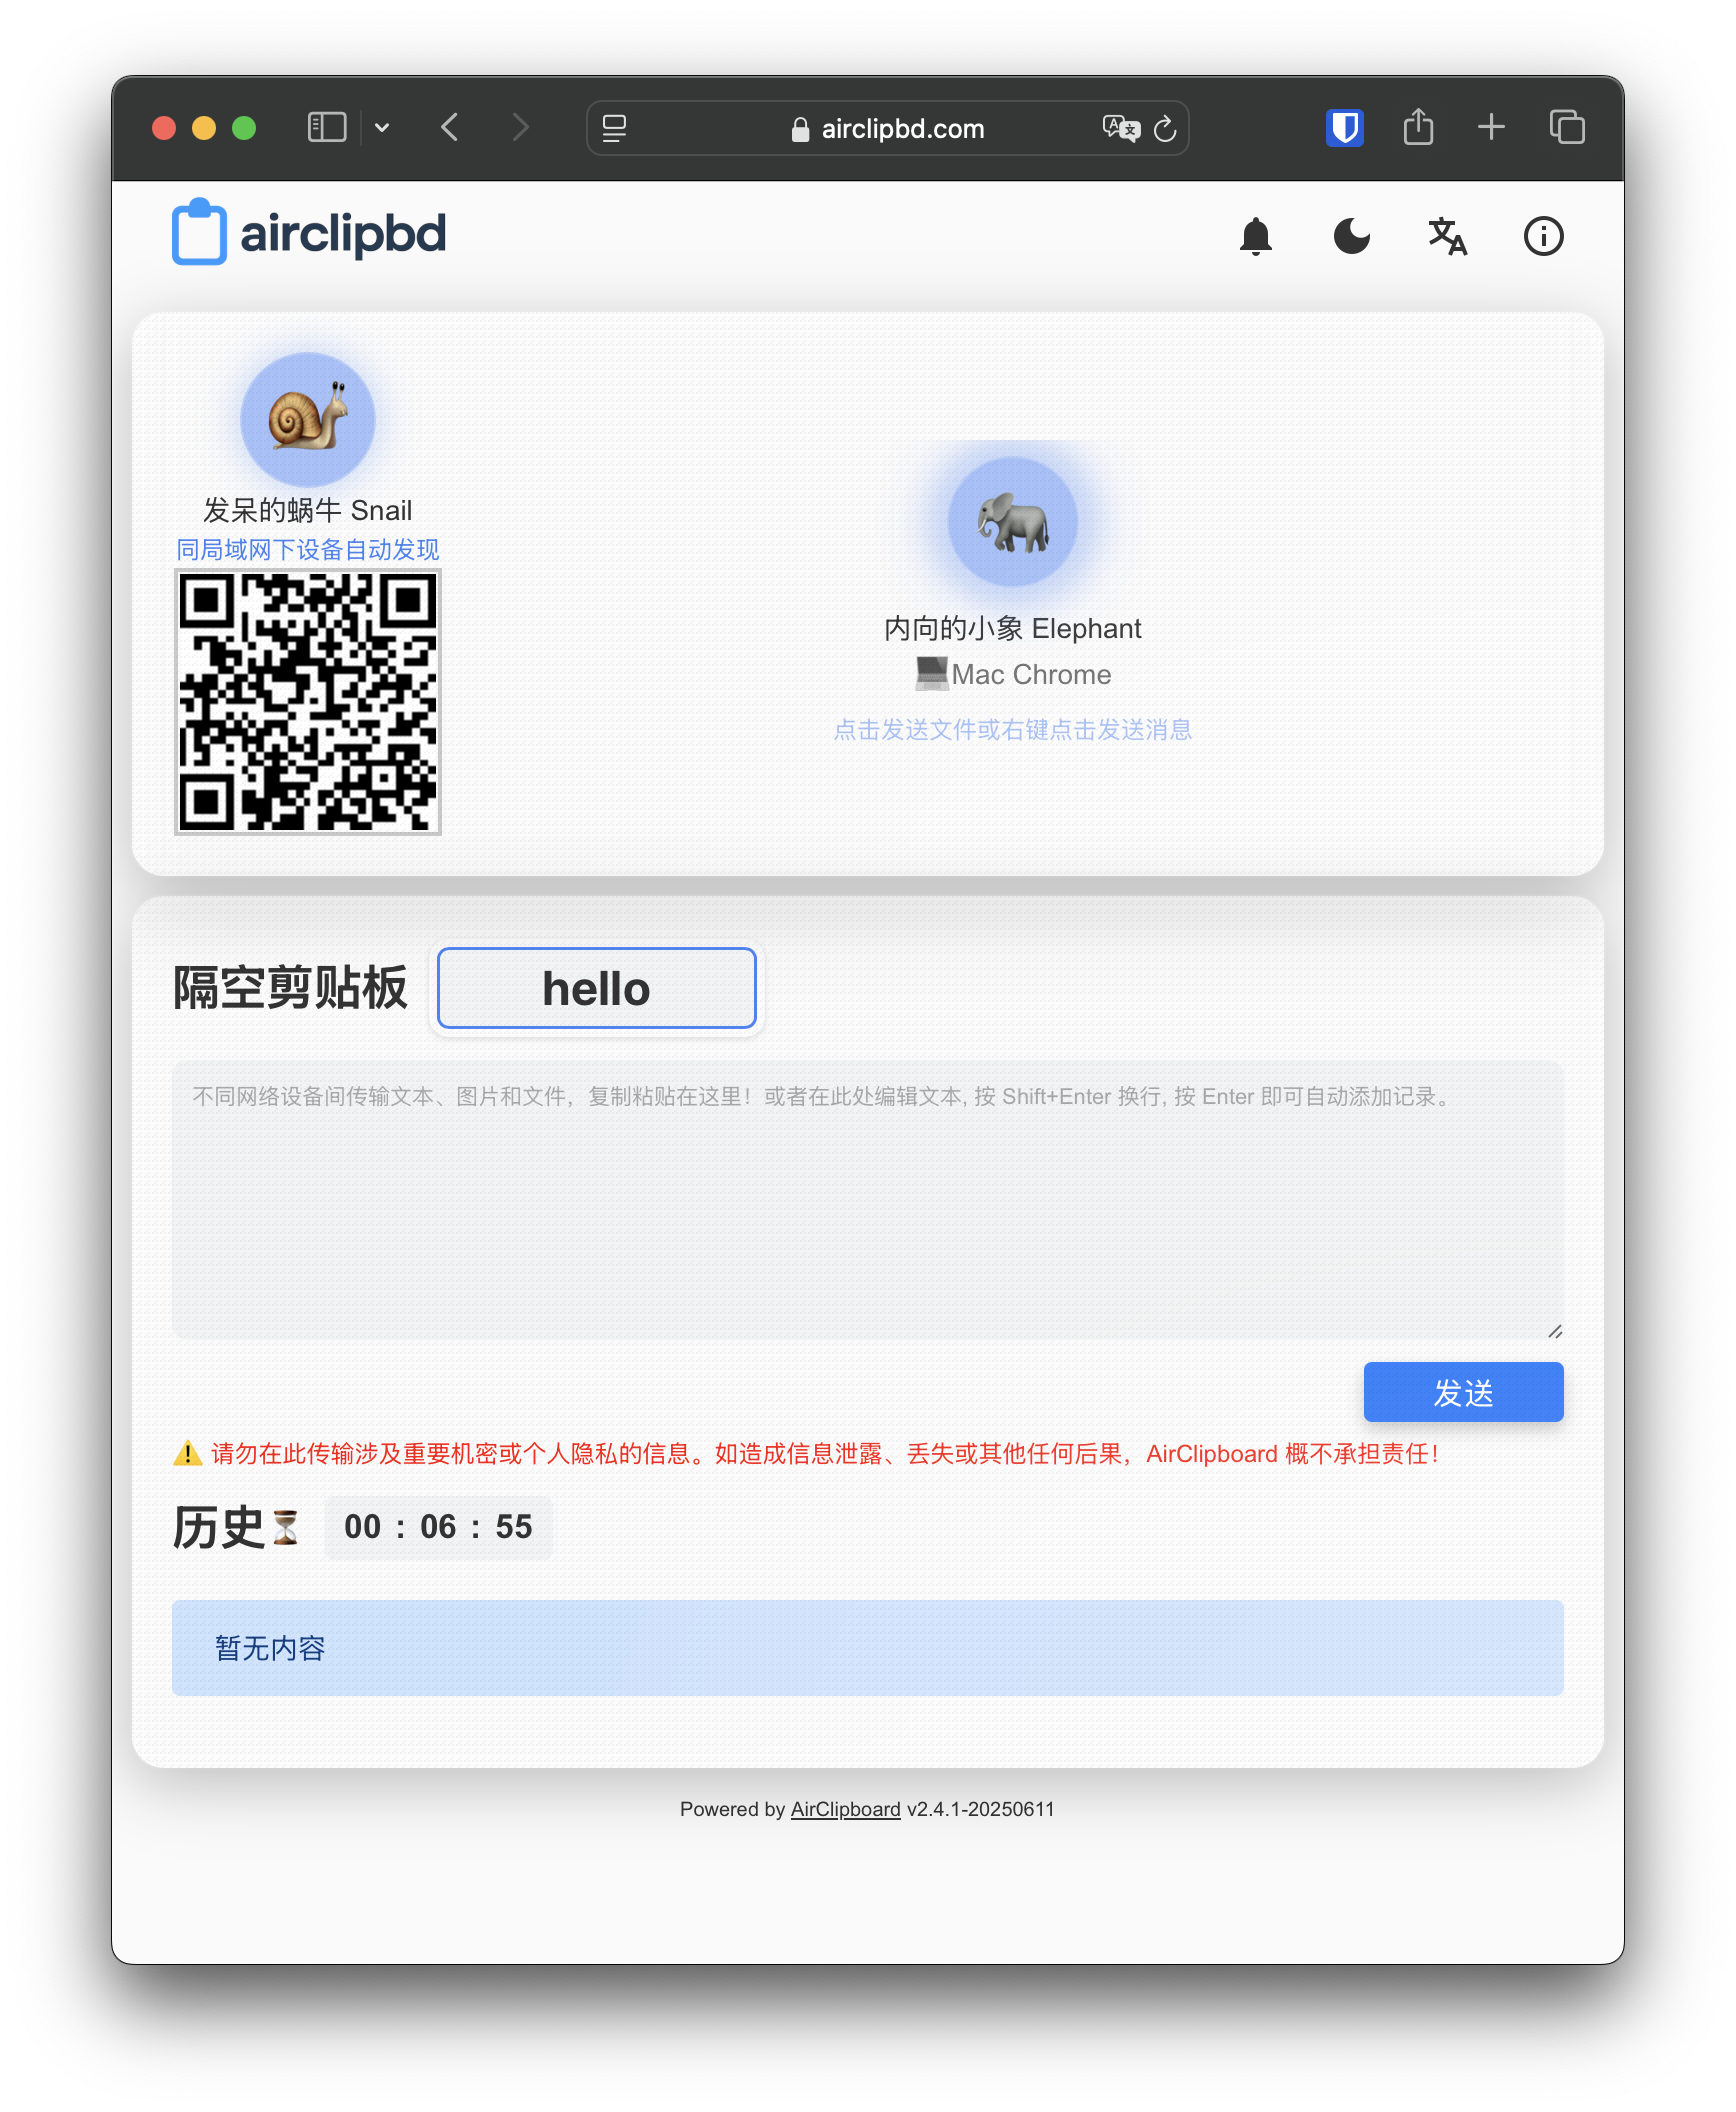 airclipbd.com
airclipbd
发呆的蜗牛 Snail
同局域网下设备自动发现
内向的小象 Elephant
Mac Chrome
点击发送文件或右键点击发送消息
隔空剪贴板
hello
不同网络设备间传输文本、图片和文件，复制粘贴在这里！或者在此处编辑文本, 按 Shift+Enter 换行, 按 Enter 即可自动添加记录。
发送
⚠️ 请勿在此传输涉及重要机密或个人隐私的信息。如造成信息泄露、丢失或其他任何后果，AirClipboard 概不承担责任！
历史⏳ 00 : 06 : 55
暂无内容
Powered by AirClipboard v2.4.1-20250611